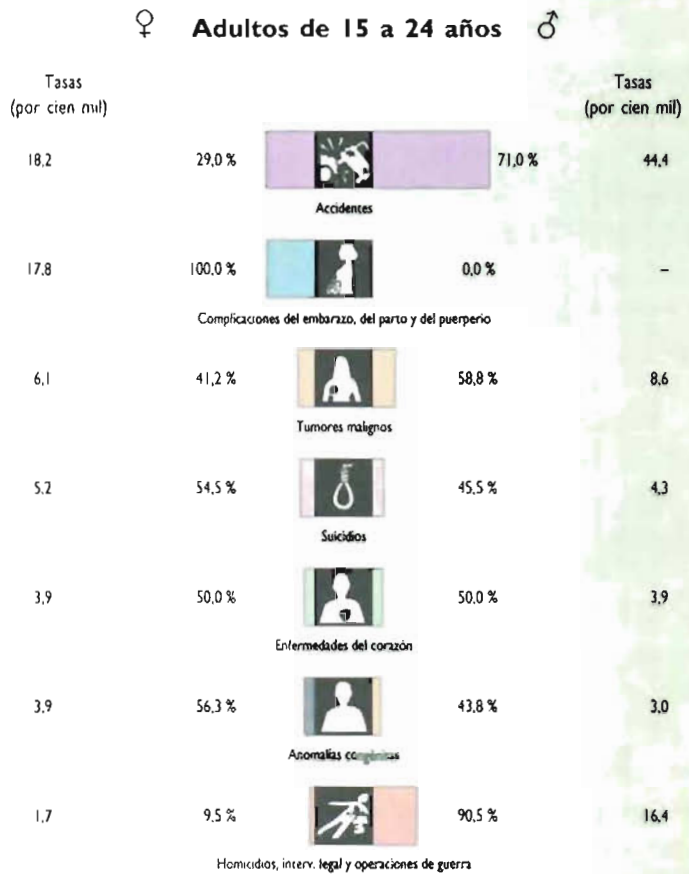 ♀ Adultos de 15 a 24 años ♂
Tasas
(por cien mil)
Tasas
(por cien mil)
18,2 29,0 % 71,0 % 44,4
Accidentes
17,8 100,0 % 0,0 % –
Complicaciones del embarazo, del parto y del puerperio
6,1 41,2 % 58,8 % 8,6
Tumores malignos
5,2 54,5 % 45,5 % 4,3
Suicidios
3,9 50,0 % 50,0 % 3,9
Enfermedades del corazón
3,9 56,3 % 43,8 % 3,0
Anomalías congénitas
1,7 9,5 % 90,5 % 16,4
Homicidios, interv. legal y operaciones de guerra